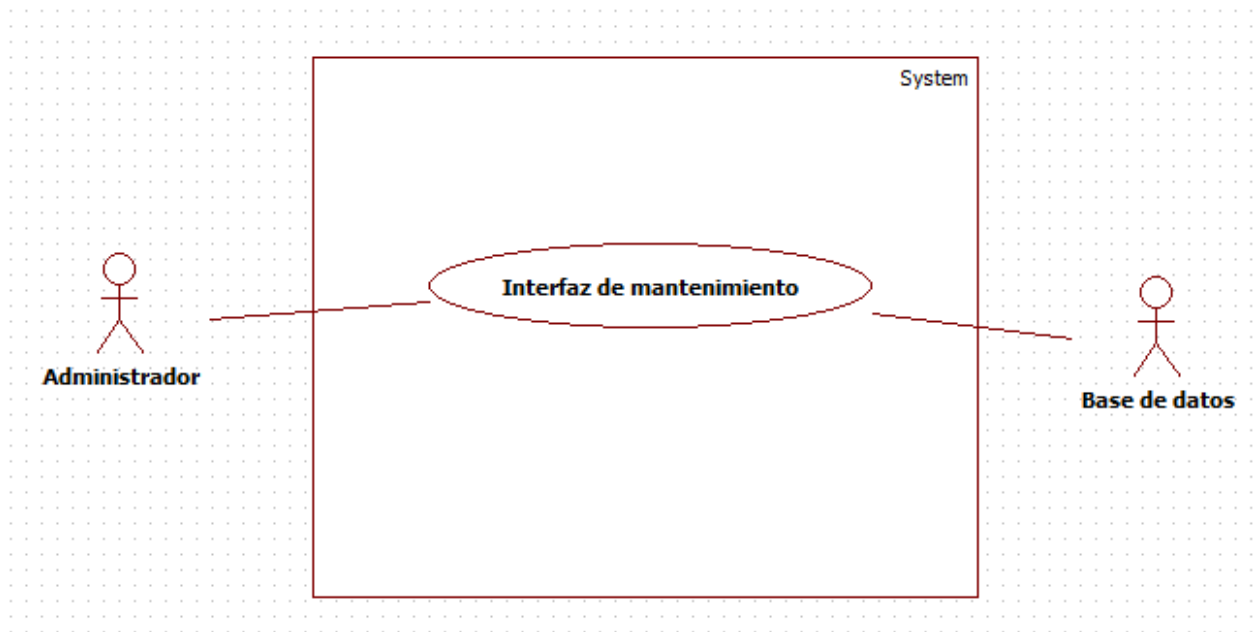 System
Interfaz de mantenimiento
Administrador
Base de datos